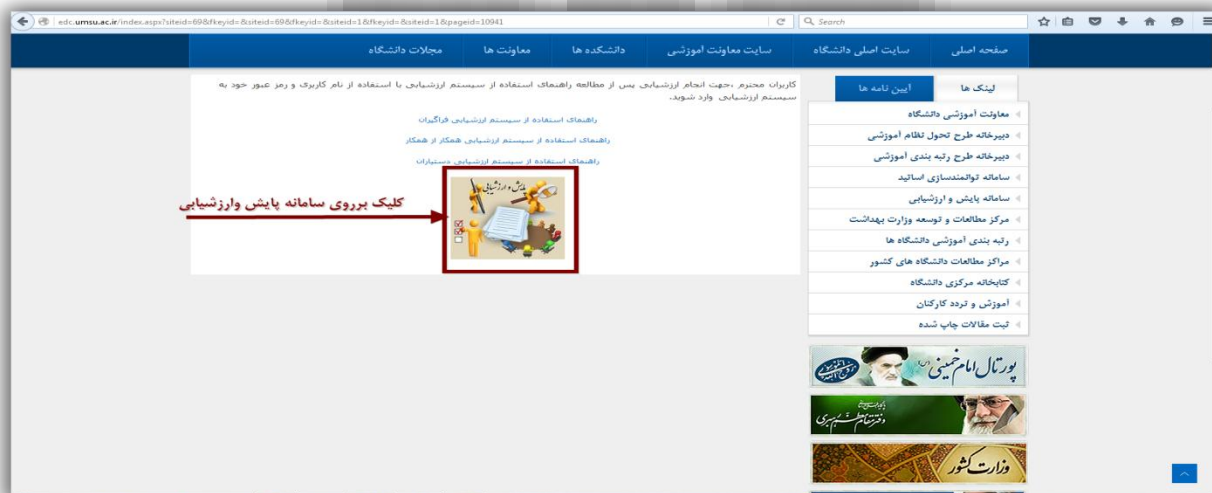 edc.umsu.ac.ir/index.aspx?siteid=69&fkeyid=&siteid=69&fkeyid=&siteid=1&fkeyid=&siteid=1&pageid=10941
Search
صفحه اصلی
سایت اصلی دانشگاه
سایت معاونت آموزشی
دانشکده ها
معاونت ها
مجلات دانشگاه
لینک ها
آیین نامه ها
معاونت آموزشی دانشگاه
دبیرخانه طرح تحول نظام آموزشی
دبیرخانه طرح رتبه بندی آموزشی
سامانه توانمندسازی اساتید
سامانه پایش و ارزشیابی
مرکز مطالعات و توسعه وزارت بهداشت
رتبه بندی آموزشی دانشگاه ها
مراکز مطالعات دانشگاه های کشور
کتابخانه مرکزی دانشگاه
آموزش و تردد کارکنان
ثبت مقالات چاپ شده
پورتال امام خمینی
دفتر مقام معظم رهبری
وزارت کشور
کاربران محترم ،جهت انجام ارزشیابی پس از مطالعه راهنمای استفاده از سیستم ارزشیابی با استفاده از نام کاربری و رمز عبور خود به
سیستم ارزشیابی وارد شوید.
راهنمای استفاده از سیستم ارزشیابی فراگیران
راهنمای استفاده از سیستم ارزشیابی همکار از همکار
راهنمای استفاده از سیستم ارزشیابی دستیاران
پایش و ارزشیابی
کلیک برروی سامانه پایش وارزشیابی